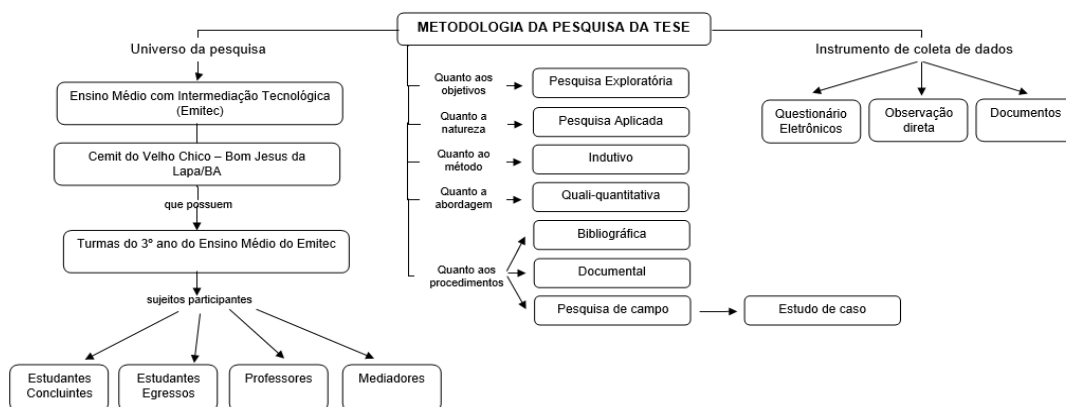 METODOLOGIA DA PESQUISA DA TESE
Universo da pesquisa
Ensino Médio com Intermediação Tecnológica
(Emitec)
Cemit do Velho Chico – Bom Jesus da
Lapa/BA
que possuem
Turmas do 3º ano do Ensino Médio do Emitec
sujeitos participantes
Estudantes
Concluintes
Estudantes
Egressos
Professores
Mediadores
Quanto aos
objetivos
Pesquisa Exploratória
Quanto a
natureza
Pesquisa Aplicada
Quanto ao
método
Indutivo
Quanto a
abordagem
Quali-quantitativa
Quanto aos
procedimentos
Bibliográfica
Documental
Pesquisa de campo
Estudo de caso
Instrumento de coleta de dados
Questionário
Eletrônicos
Observação
direta
Documentos